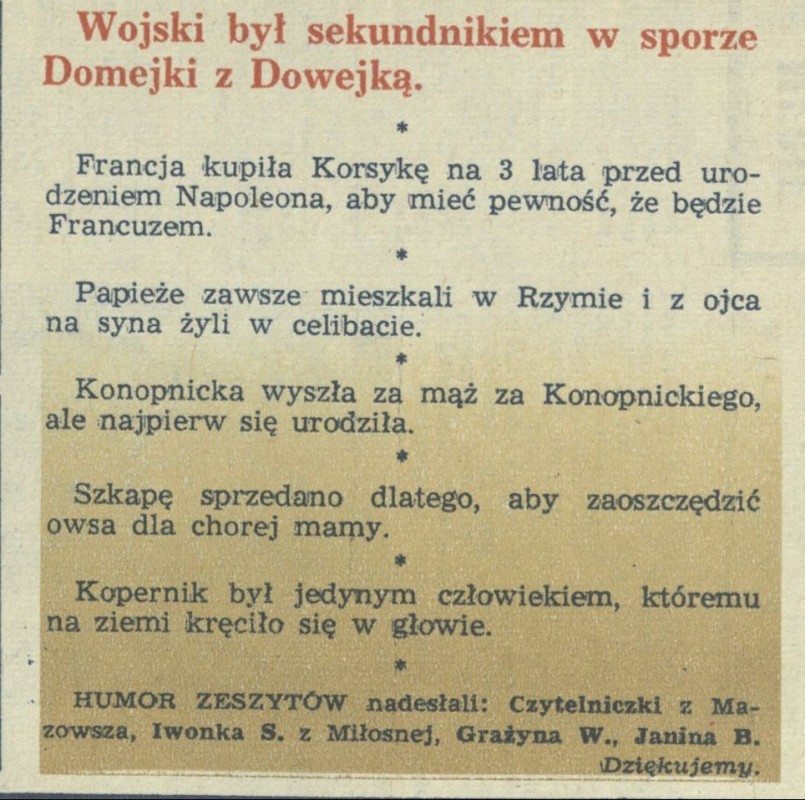 Wojski był sekundnikiem w sporze
Domejki z Dowejką.
*
Francja kupiła Korsykę na 3 lata przed uro-
dzeniem Napoleona, aby mieć pewność, że będzie
Francuzem.
*
Papieże zawsze mieszkali w Rzymie i z ojca
na syna żyli w celibacie.
*
Konopnicka wyszła za mąż za Konopnickiego,
ale najpierw się urodziła.
*
Szkapę sprzedano dlatego, aby zaoszczędzić
owsa dla chorej mamy.
*
Kopernik był jedynym człowiekiem, któremu
na ziemi kręciło się w głowie.
*
HUMOR ZESZYTÓW nadesłali: Czytelniczki z Ma-
zowsza, Iwonka S. z Miłosnej, Grażyna W., Janina B.
Dziękujemy.